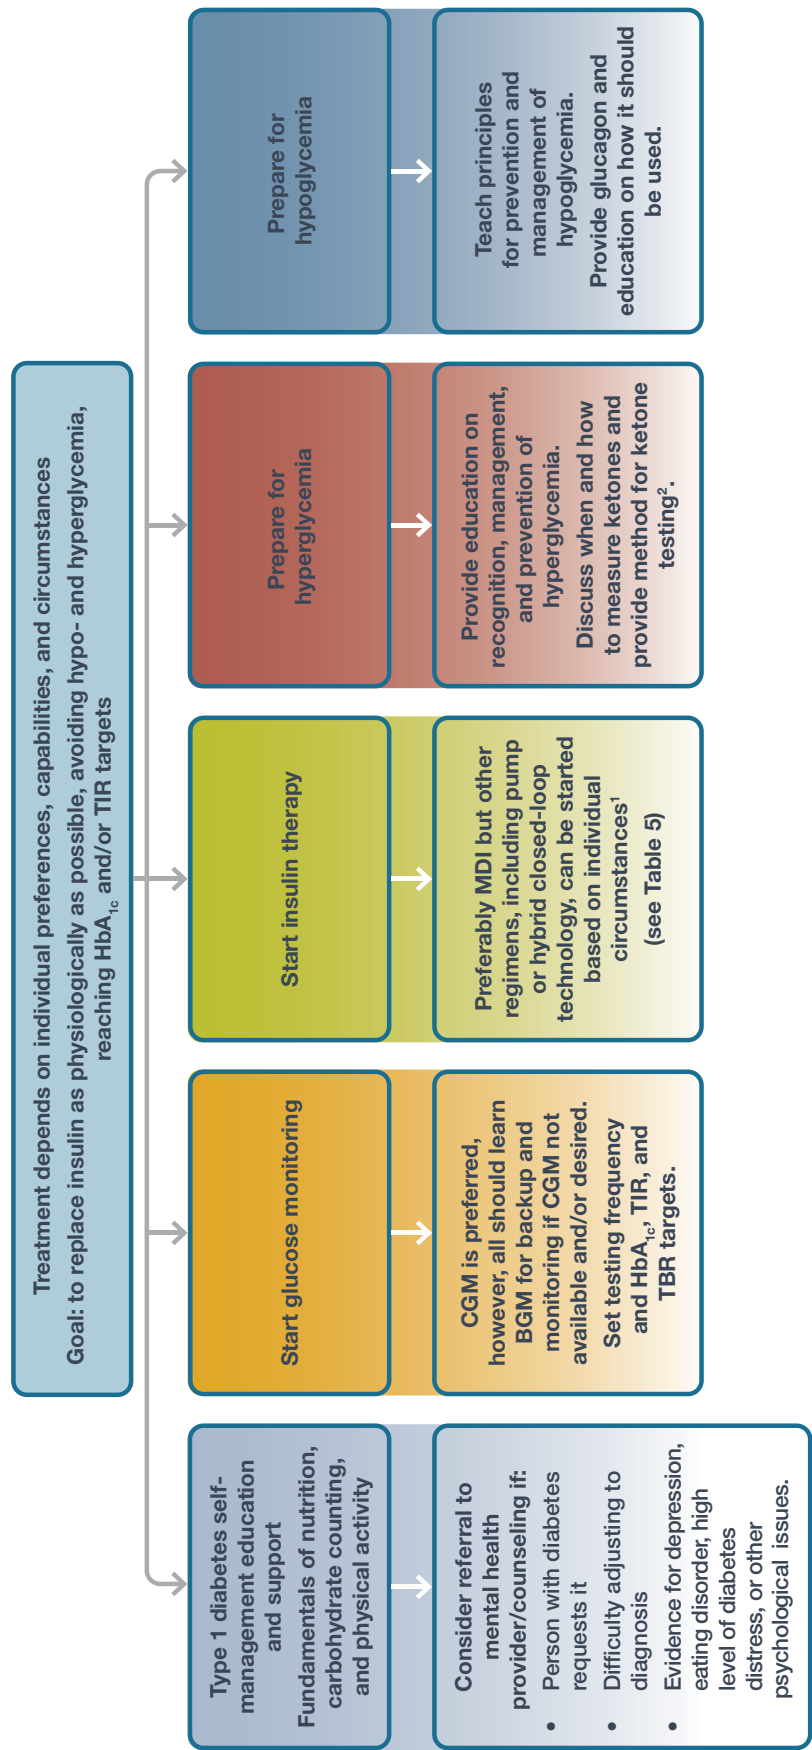 Treatment depends on individual preferences, capabilities, and circumstances
Goal: to replace insulin as physiologically as possible, avoiding hypo- and hyperglycemia,
reaching HbA1c and/or TIR targets
Type 1 diabetes self-
management education
and support
Fundamentals of nutrition,
carbohydrate counting,
and physical activity
Consider referral to
mental health
provider/counseling if:
• Person with diabetes
requests it
• Difficulty adjusting to
diagnosis
• Evidence for depression,
eating disorder, high
level of diabetes
distress, or other
psychological issues.
Start glucose monitoring
CGM is preferred,
however, all should learn
BGM for backup and
monitoring if CGM not
available and/or desired.
Set testing frequency
and HbA1c, TIR, and
TBR targets.
Start insulin therapy
Preferably MDI but other
regimens, including pump
or hybrid closed-loop
technology, can be started
based on individual
circumstances¹
(see Table 5)
Prepare for
hyperglycemia
Provide education on
recognition, management,
and prevention of
hyperglycemia.
Discuss when and how
to measure ketones and
provide method for ketone
testing².
Prepare for
hypoglycemia
Teach principles
for prevention and
management of
hypoglycemia.
Provide glucagon and
education on how it should
be used.